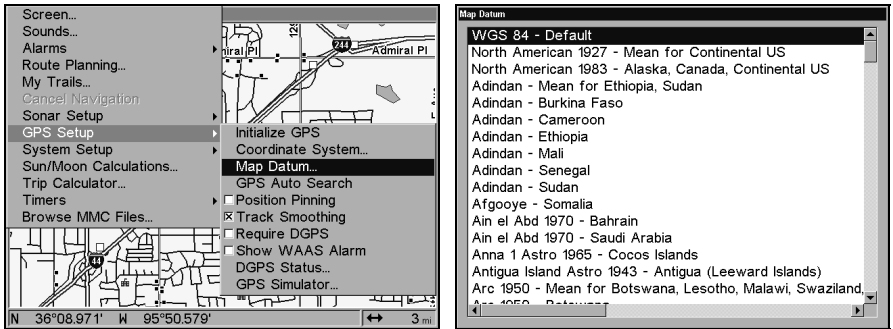 Screen...
Sounds...
Alarms
Route Planning...
My Trails...
Cancel Navigation
Sonar Setup
GPS Setup
System Setup
Sun/Moon Calculations...
Trip Calculator...
Timers
Browse MMC Files...
Initialize GPS
Coordinate System...
Map Datum...
GPS Auto Search
Position Pinning
Track Smoothing
Require DGPS
Show WAAS Alarm
DGPS Status...
GPS Simulator...
129
miral Pl
244
Admiral Pl
44
N 36°08.971' W 95°50.579' ↔ 3 mi
Map Datum
WGS 84 - Default
North American 1927 - Mean for Continental US
North American 1983 - Alaska, Canada, Continental US
Adindan - Mean for Ethiopia, Sudan
Adindan - Burkina Faso
Adindan - Cameroon
Adindan - Ethiopia
Adindan - Mali
Adindan - Senegal
Adindan - Sudan
Afgooye - Somalia
Ain el Abd 1970 - Bahrain
Ain el Abd 1970 - Saudi Arabia
Anna 1 Astro 1965 - Cocos Islands
Antigua Island Astro 1943 - Antigua (Leeward Islands)
Arc 1950 - Mean for Botswana, Lesotho, Malawi, Swaziland,
Arc 1950 - Botswana